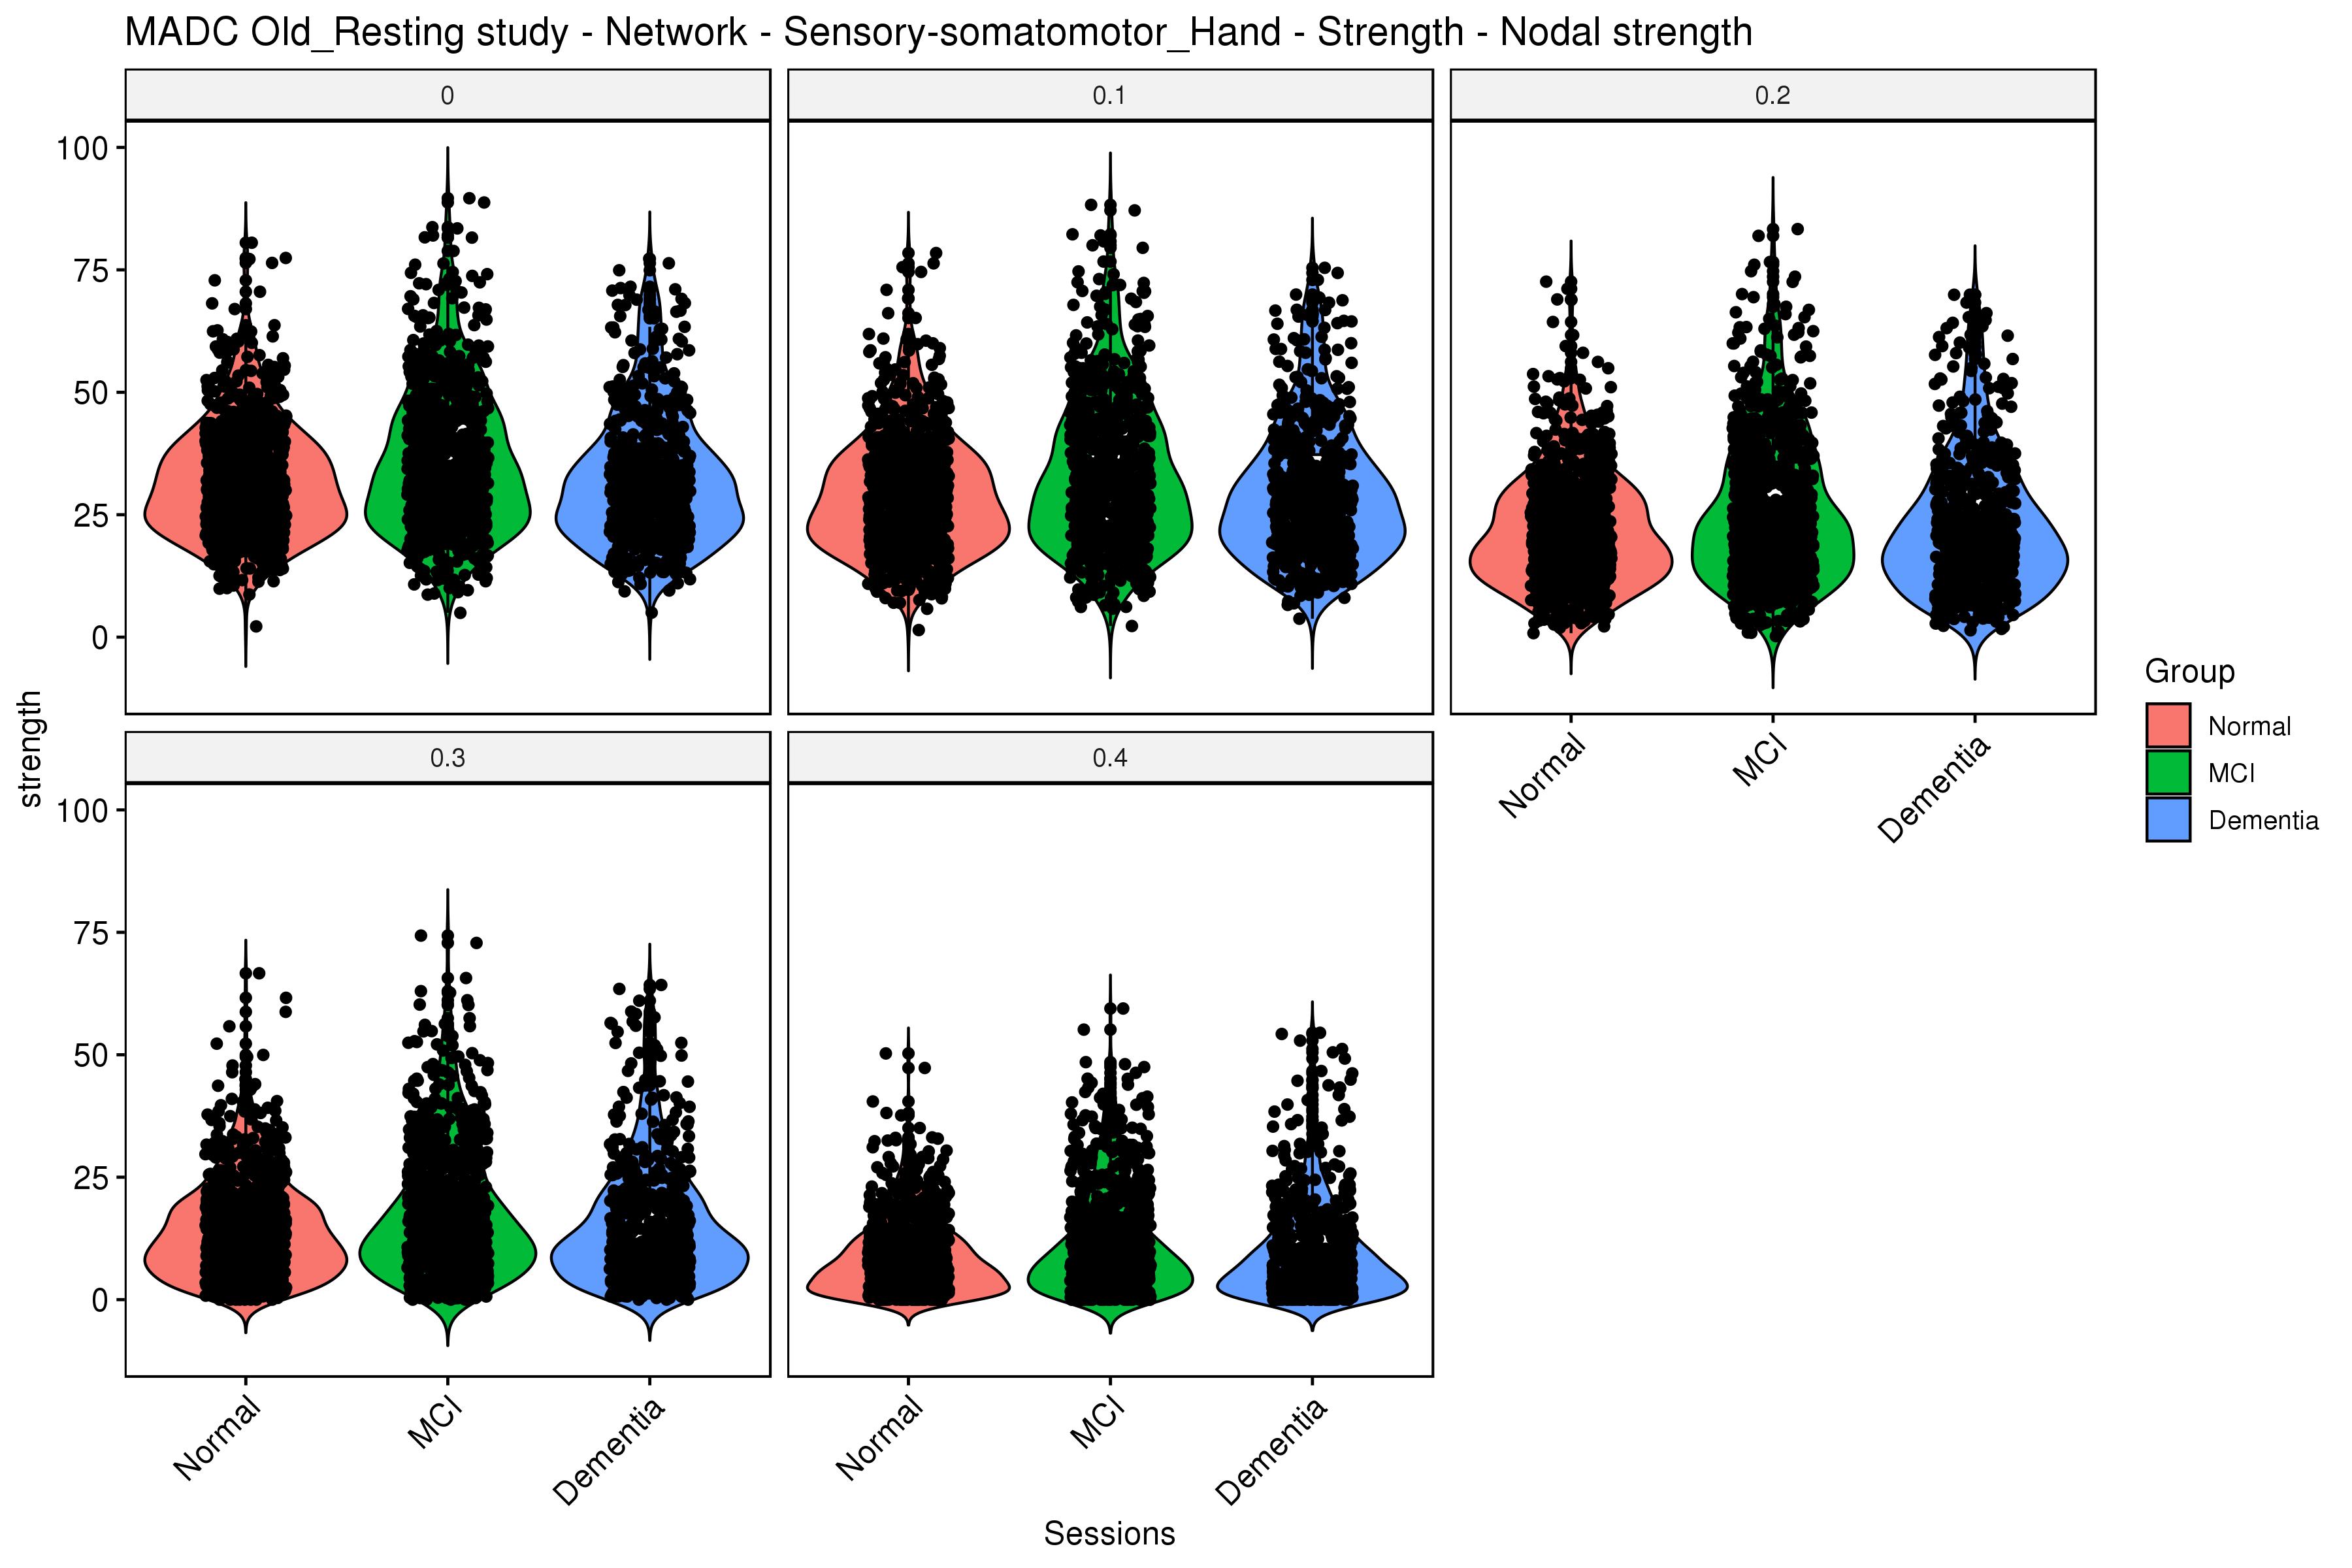 MADC Old_Resting study - Network - Sensory-somatomotor_Hand - Strength - Nodal strength
0
0.1
0.2
100
75
50
25
0
strength
Normal
MCI
Dementia
Group
Normal
MCI
Dementia
0.3
0.4
100
75
50
25
0
Normal
MCI
Dementia
Normal
MCI
Dementia
Sessions